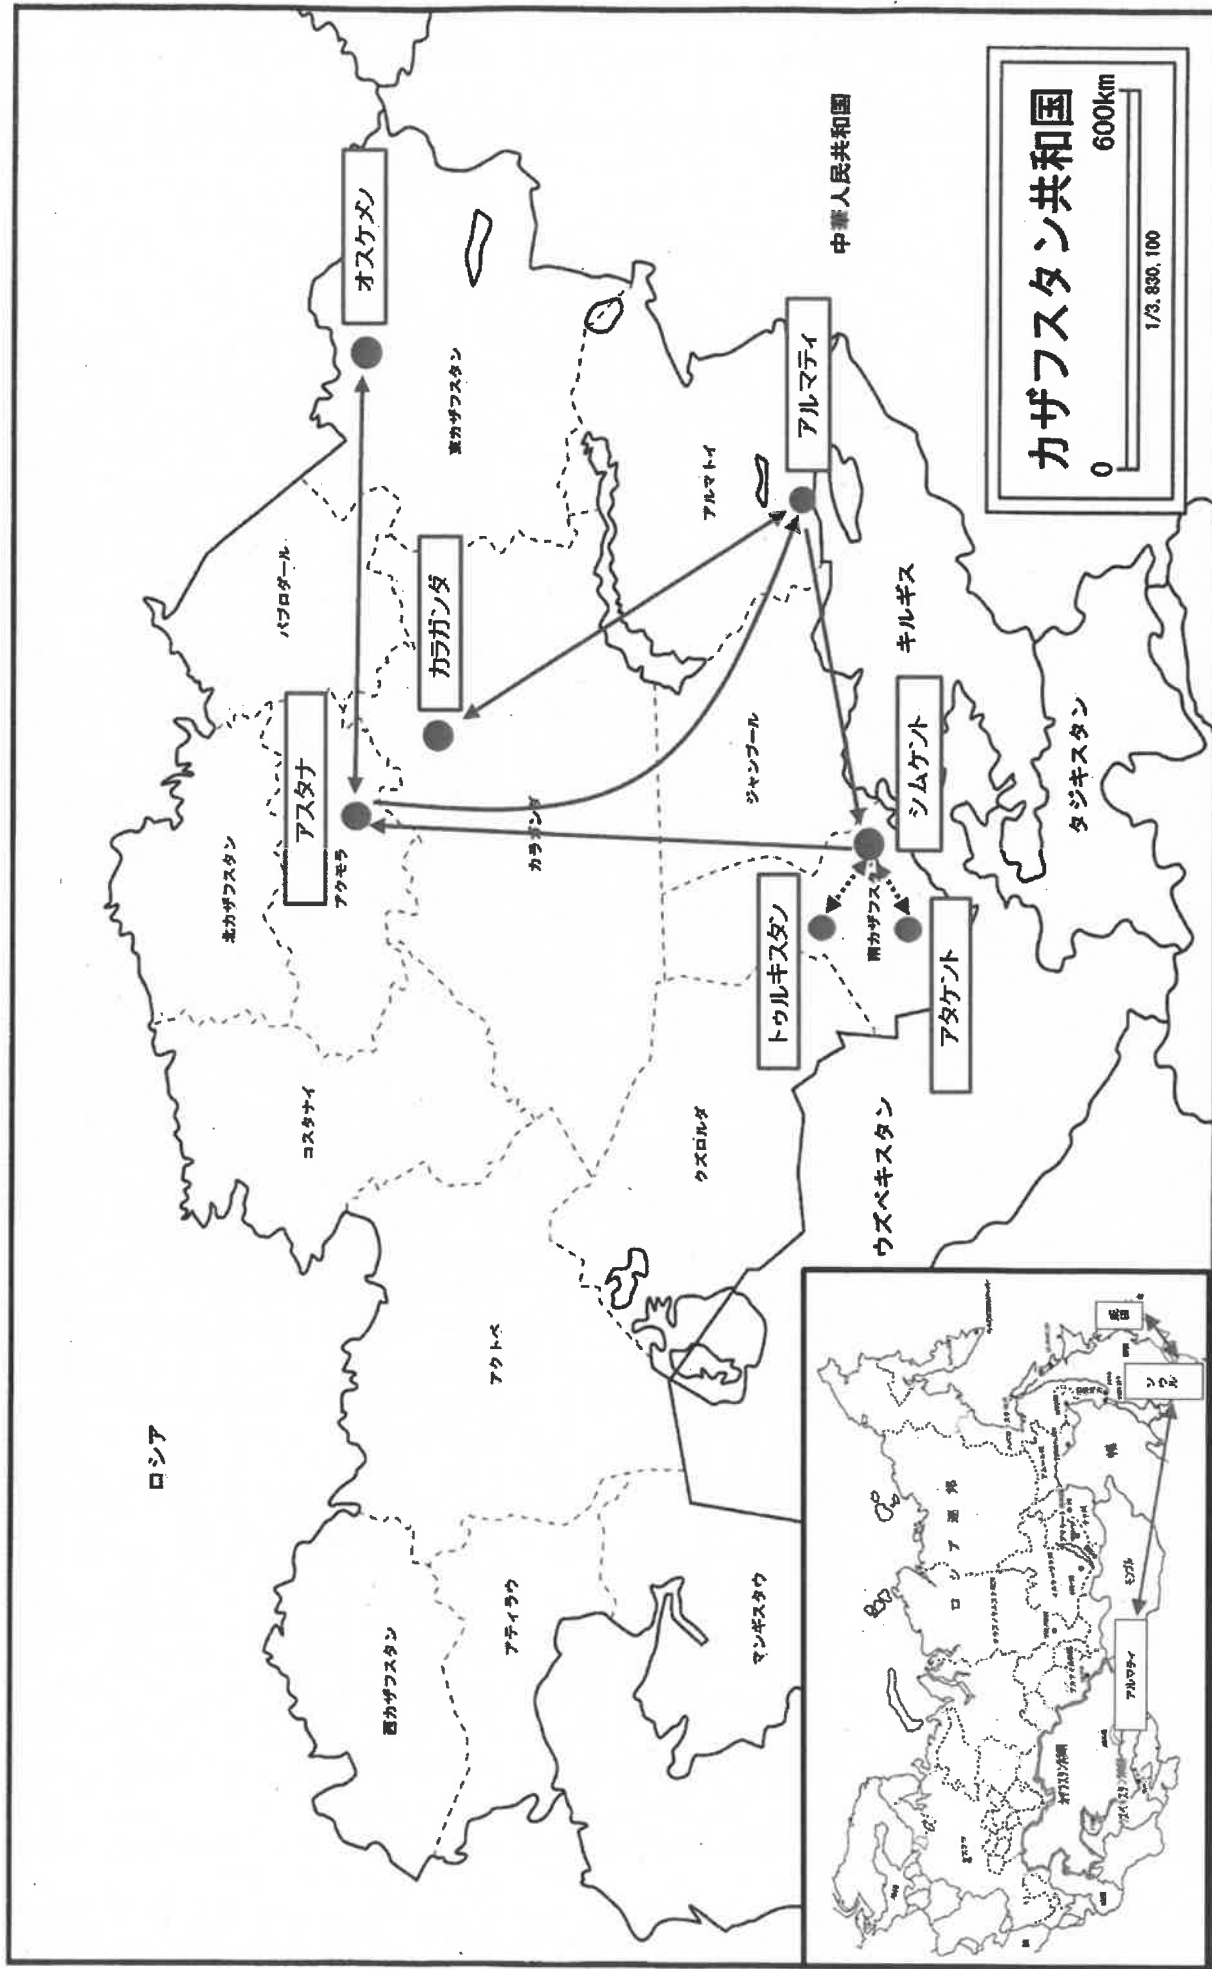 カザフスタン共和国
0
600km
1/3,830,100
ロシア
中華人民共和国
キルギス
タジキスタン
ウズベキスタン
オスケメン
アスタナ
カラガンダ
アルマティ
シムケント
トゥルキスタン
アタケント
北カザフスタン
パブロダール
アクモラ
東カザフスタン
コスタナイ
カラガンダ
アルマトイ
西カザフスタン
アクトベ
アティラウ
ジャンブール
クズロルダ
南カザフスタ
マンギスタウ
ロシア連邦
モンゴル
アルマティ
ソウル
成田